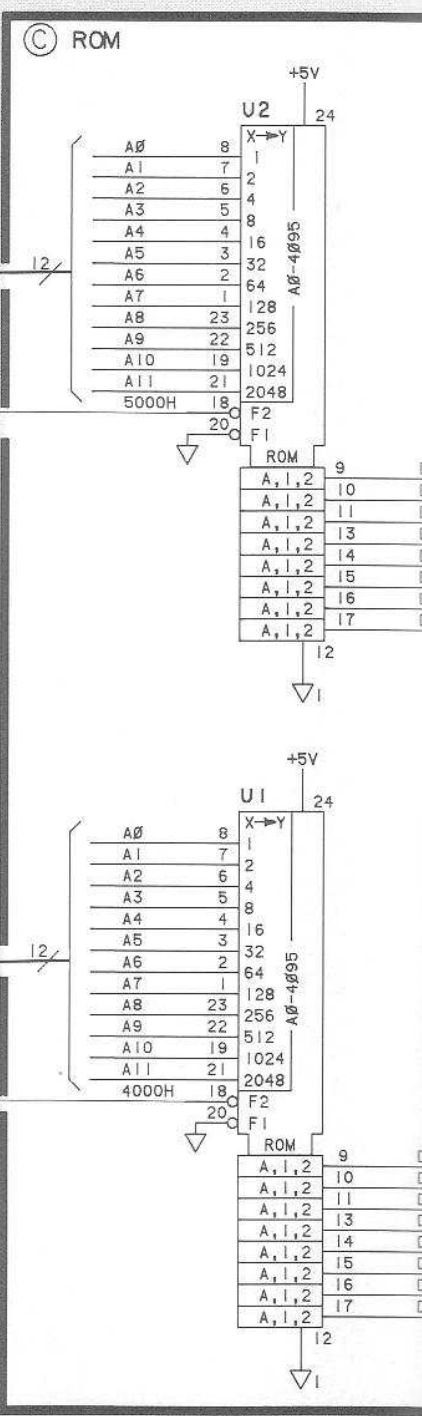 C ROM
+5V
U2 24
X→Y
AØ 8 1
A1 7 2
A2 6 4
A3 5 8
A4 4 16
12 A5 3 32
A6 2 64
A7 1 128
A8 23 256
A9 22 512
A10 19 1024
A11 21 2048
AØ-4Ø95
5000H 18 F2
20 F1
ROM
A,1,2 9
A,1,2 10
A,1,2 11
A,1,2 13
A,1,2 14
A,1,2 15
A,1,2 16
A,1,2 17
12
1
+5V
U1 24
X→Y
AØ 8 1
A1 7 2
A2 6 4
A3 5 8
A4 4 16
12 A5 3 32
A6 2 64
A7 1 128
A8 23 256
A9 22 512
A10 19 1024
A11 21 2048
AØ-4Ø95
4000H 18 F2
20 F1
ROM
A,1,2 9
A,1,2 10
A,1,2 11
A,1,2 13
A,1,2 14
A,1,2 15
A,1,2 16
A,1,2 17
12
1